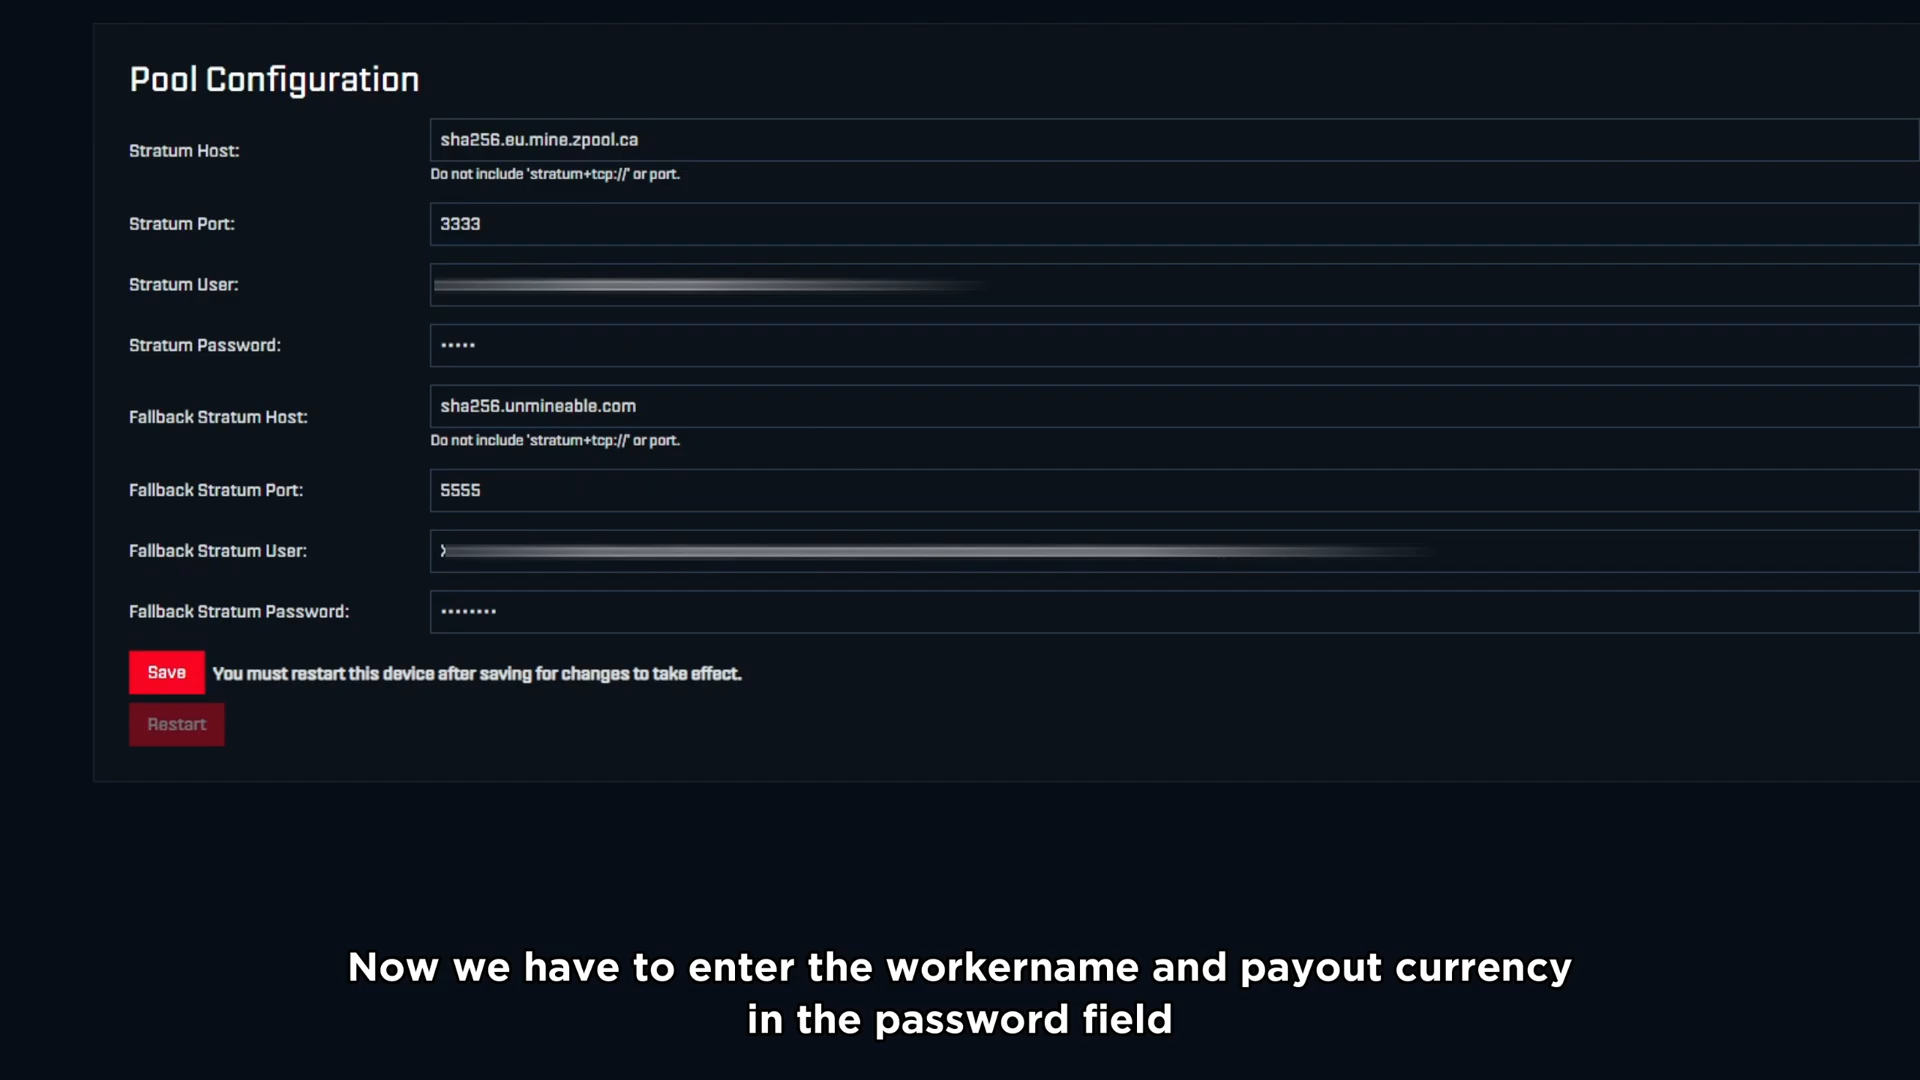 Pool Configuration
Stratum Host:
sha256.eu.mine.zpool.ca
Do not include 'stratum+tcp://' or port.
Stratum Port:
3333
Stratum User:
Stratum Password:
•••••
Fallback Stratum Host:
sha256.unmineable.com
Do not include 'stratum+tcp://' or port.
Fallback Stratum Port:
5555
Fallback Stratum User:
Fallback Stratum Password:
••••••••
Save You must restart this device after saving for changes to take effect.
Restart
Now we have to enter the workername and payout currency
in the password field